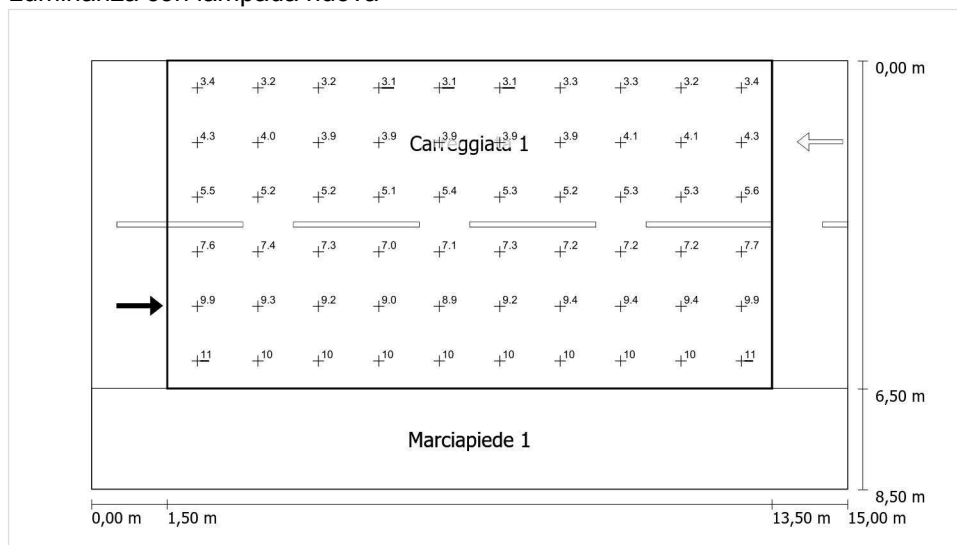 3.4 3.2 3.2 3.1 3.1 3.1 3.3 3.3 3.2 3.4
0,00 m
4.3 4.0 3.9 3.9 3.9 3.9 3.9 4.1 4.1 4.3
Carreggiata 1
5.5 5.2 5.2 5.1 5.4 5.3 5.2 5.3 5.3 5.6
7.6 7.4 7.3 7.0 7.1 7.3 7.2 7.2 7.2 7.7
9.9 9.3 9.2 9.0 8.9 9.2 9.4 9.4 9.4 9.9
11 10 10 10 10 10 10 10 10 11
6,50 m
Marciapiede 1
8,50 m
0,00 m 1,50 m 13,50 m 15,00 m